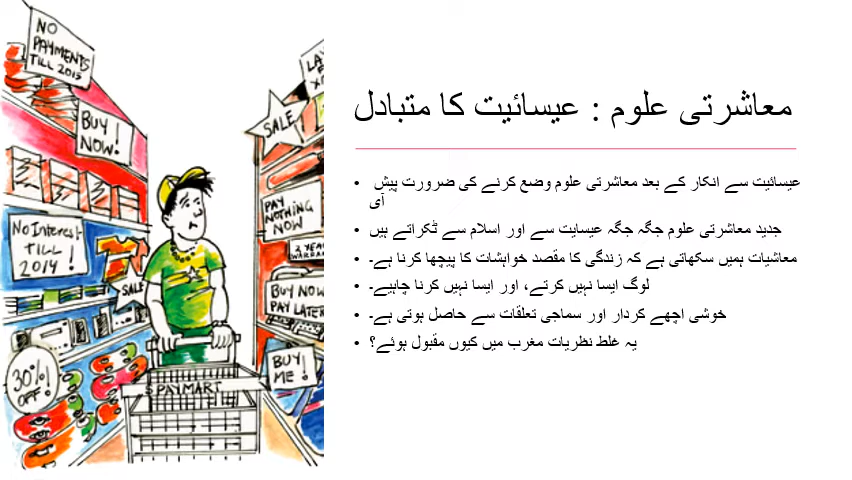 معاشرتی علوم : عیسائیت کا متبادل
• عیسائیت سے انکار کے بعد معاشرتی علوم وضع کرنے کی ضرورت پیش
آی
• جدید معاشرتی علوم جگہ جگہ عیسایت سے اور اسلام سے ٹکراتے ہیں
• معاشیات ہمیں سکھاتی ہے کہ زندگی کا مقصد خواہشات کا پیچھا کرنا ہے۔
• لوگ ایسا نہیں کرتے، اور ایسا نہیں کرنا چاہیے۔
• خوشی اچھے کردار اور سماجی تعلقات سے حاصل ہوتی ہے۔
• یہ غلط نظریات مغرب میں کیوں مقبول ہوئے؟
NO
PAYMENTS
TILL 2015
BUY
NOW!
No Interest
TILL
2014!
SALE
30%!
OFF!
PAYMART
SALE
PAY
NOTHING
NOW
2 YEAR
BUY NOW
PAY LATER
BUY
ME!